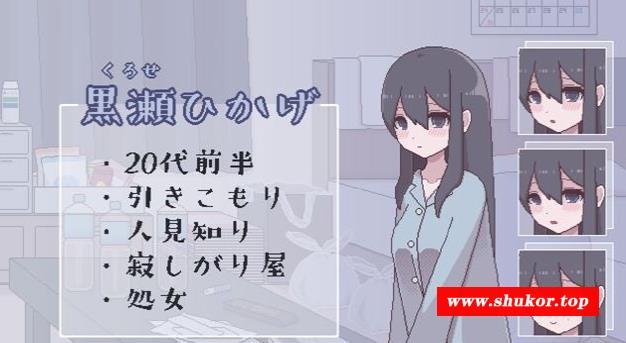 くろせ
黒瀬ひかげ
・20代前半
・引きこもり
・人見知り
・寂しがり屋
・処女
www.shukor.top